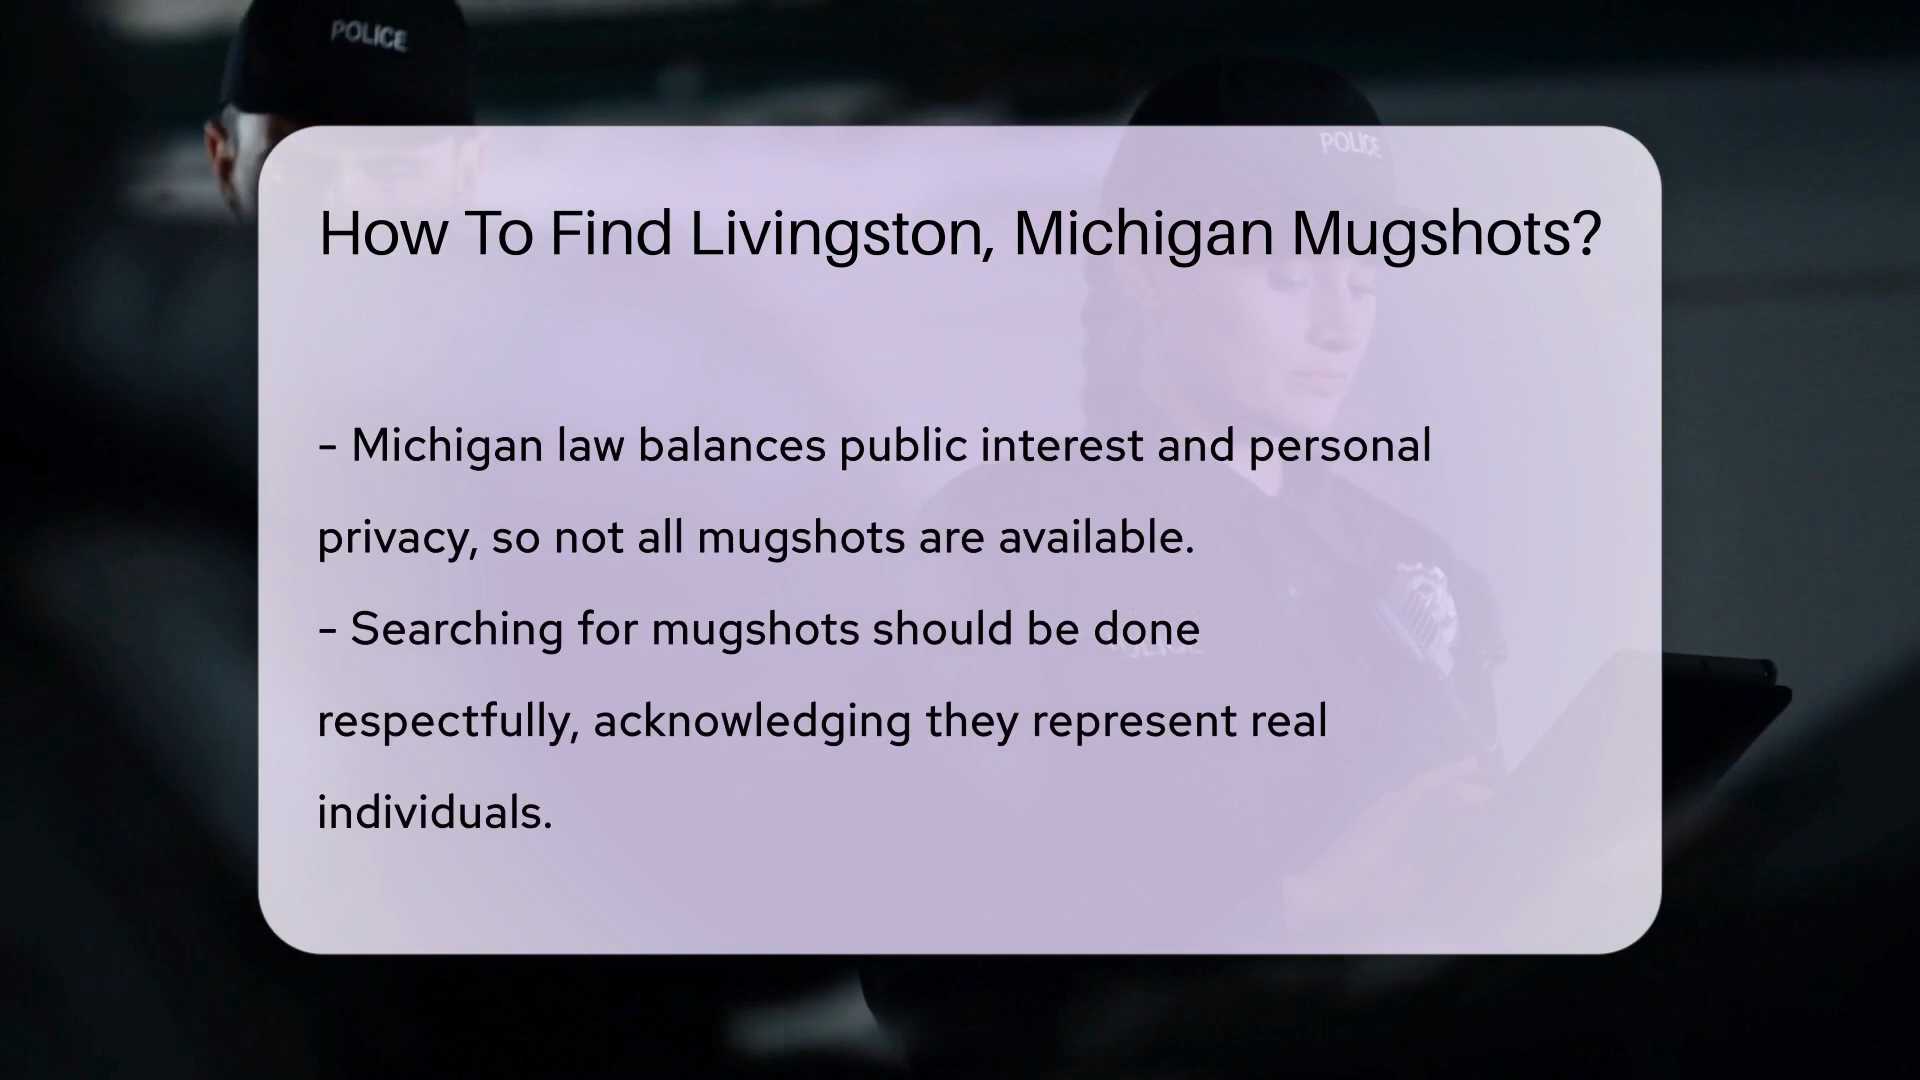 POLICE
POLICE
How To Find Livingston, Michigan Mugshots?
- Michigan law balances public interest and personal
privacy, so not all mugshots are available.
- Searching for mugshots should be done
respectfully, acknowledging they represent real
individuals.